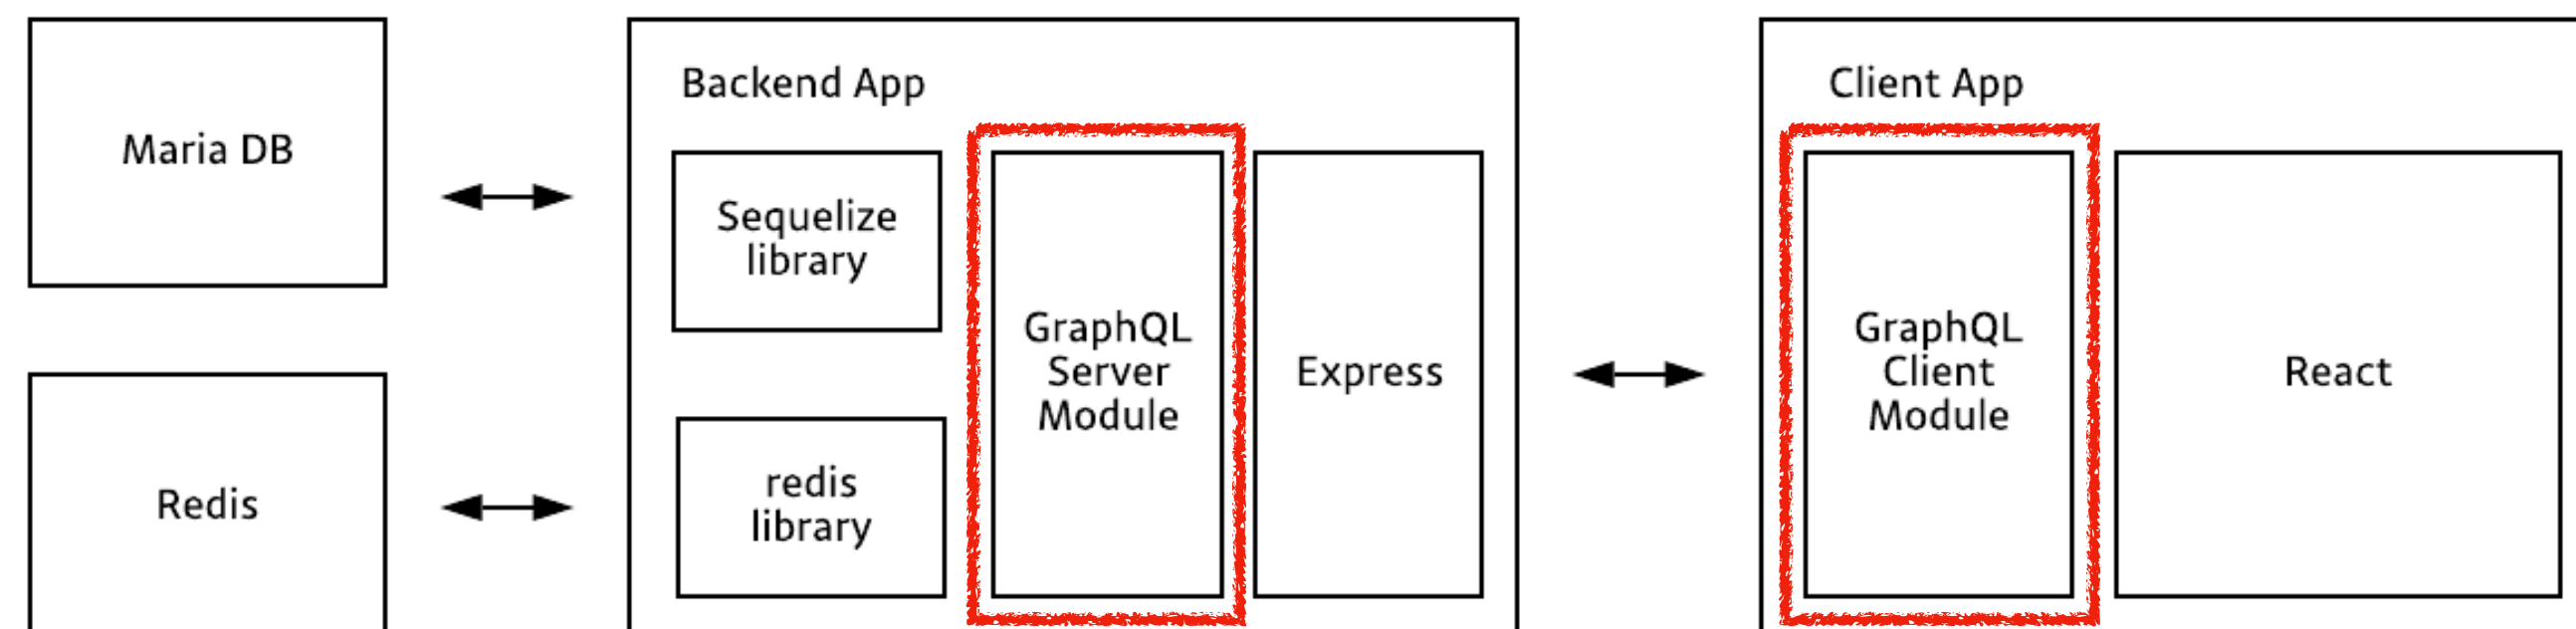 Maria DB
Redis
Backend App
Sequelize
library
redis
library
GraphQL
Server
Module
Express
Client App
GraphQL
Client
Module
React